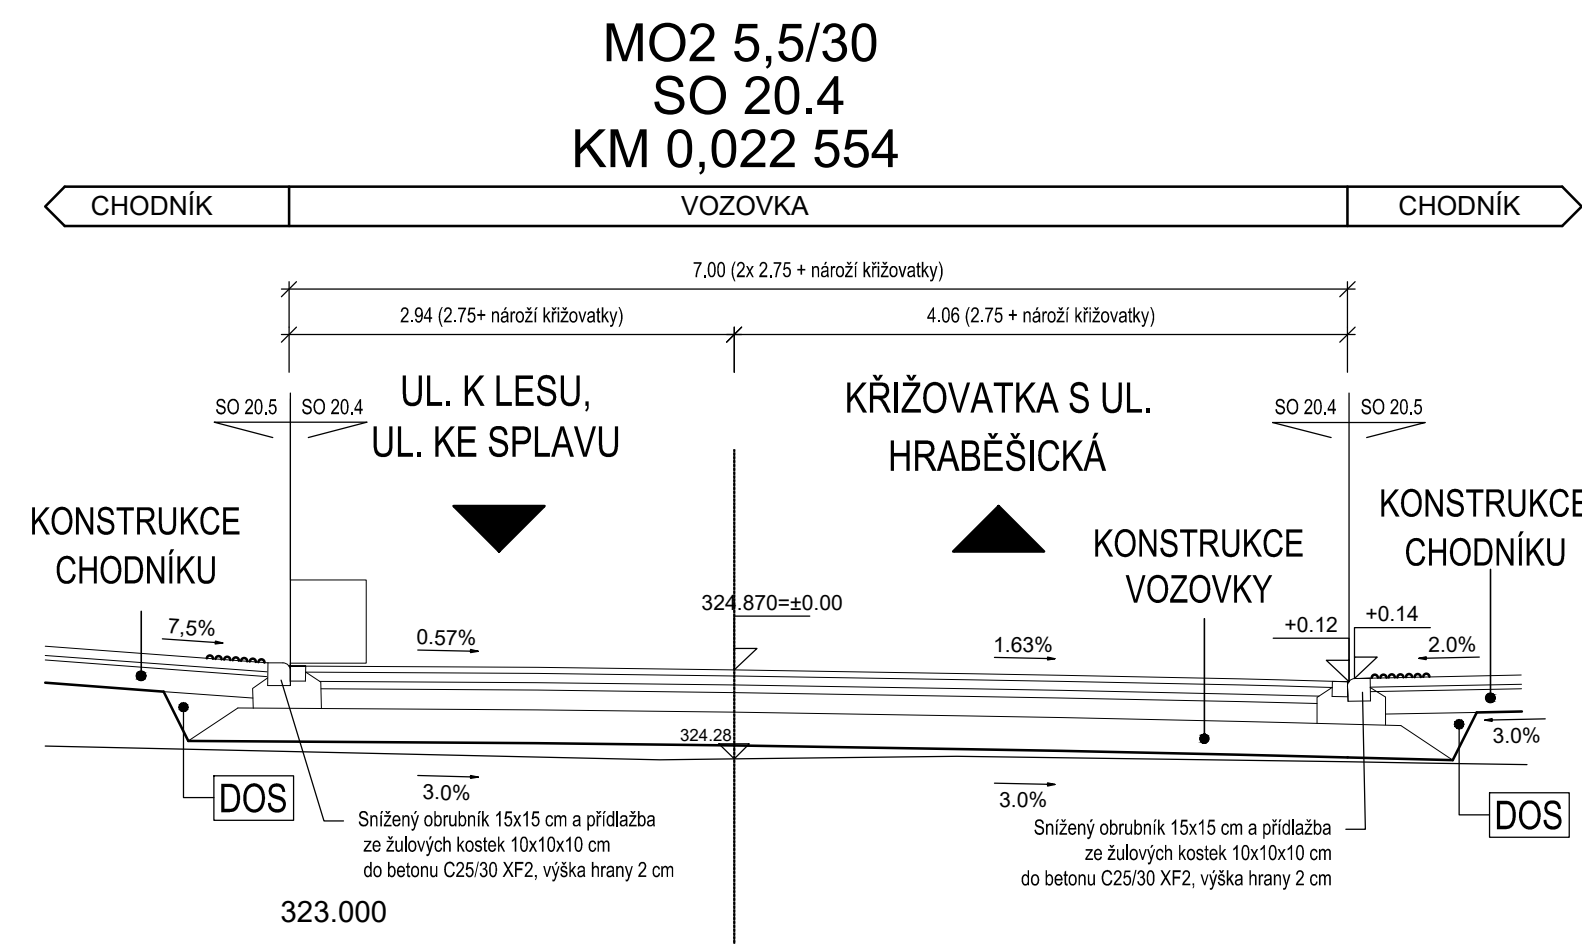 MO2 5,5/30
SO 20.4
KM 0,022 554
CHODNÍK
VOZOVKA
CHODNÍK
7.00 (2x 2.75 + nároží křižovatky)
2.94 (2.75+ nároží křižovatky)
4.06 (2.75 + nároží křižovatky)
UL. K LESU,
UL. KE SPLAVU
KŘIŽOVATKA S UL.
HRABĚŠICKÁ
SO 20.5
SO 20.4
SO 20.4
SO 20.5
KONSTRUKCE
CHODNÍKU
KONSTRUKCE
VOZOVKY
KONSTRUKCE
CHODNÍKU
324.870=±0.00
7,5%
0.57%
1.63%
+0.12
+0.14
2.0%
324.28
3.0%
3.0%
3.0%
DOS
DOS
Snížený obrubník 15x15 cm a přídlažba
ze žulových kostek 10x10x10 cm
do betonu C25/30 XF2, výška hrany 2 cm
Snížený obrubník 15x15 cm a přídlažba
ze žulových kostek 10x10x10 cm
do betonu C25/30 XF2, výška hrany 2 cm
323.000